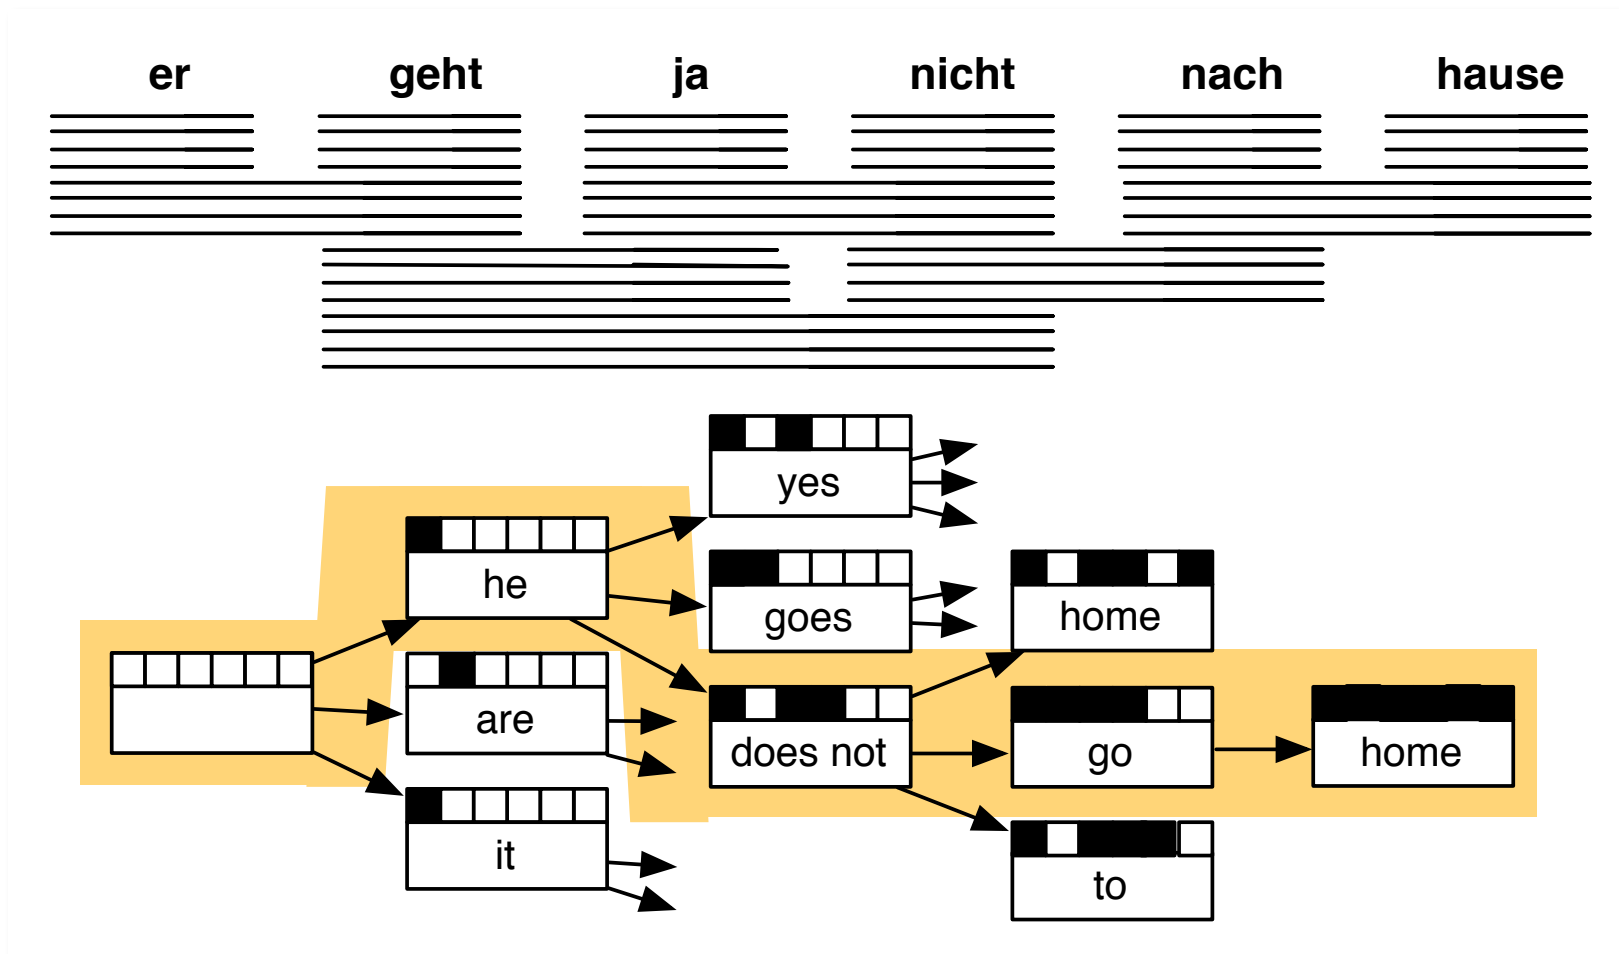 er geht ja nicht nach hause
yes
he
goes
home
are
does not
go
home
it
to